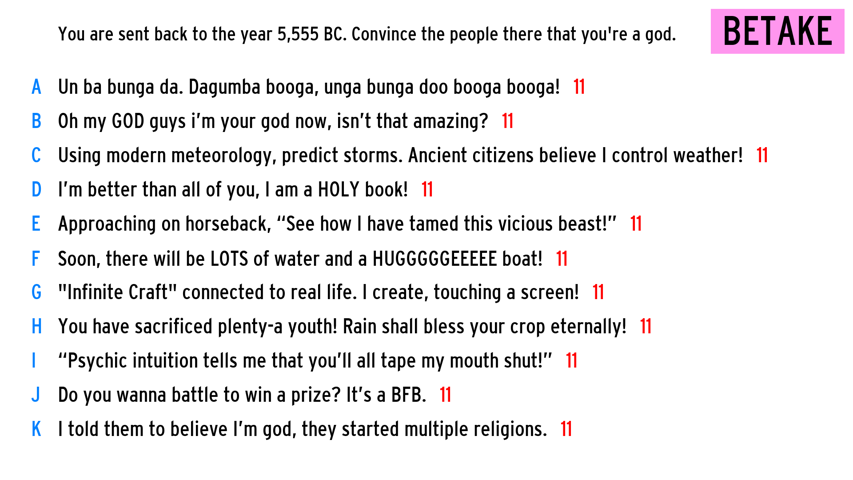 You are sent back to the year 5,555 BC. Convince the people there that you're a god.
BETAKE
A Un ba bunga da. Dagumba booga, unga bunga doo booga booga! 11
B Oh my GOD guys i’m your god now, isn’t that amazing? 11
C Using modern meteorology, predict storms. Ancient citizens believe I control weather! 11
D I’m better than all of you, I am a HOLY book! 11
E Approaching on horseback, “See how I have tamed this vicious beast!” 11
F Soon, there will be LOTS of water and a HUGGGGGEEEEE boat! 11
G "Infinite Craft" connected to real life. I create, touching a screen! 11
H You have sacrificed plenty-a youth! Rain shall bless your crop eternally! 11
I “Psychic intuition tells me that you’ll all tape my mouth shut!” 11
J Do you wanna battle to win a prize? It’s a BFB. 11
K I told them to believe I’m god, they started multiple religions. 11